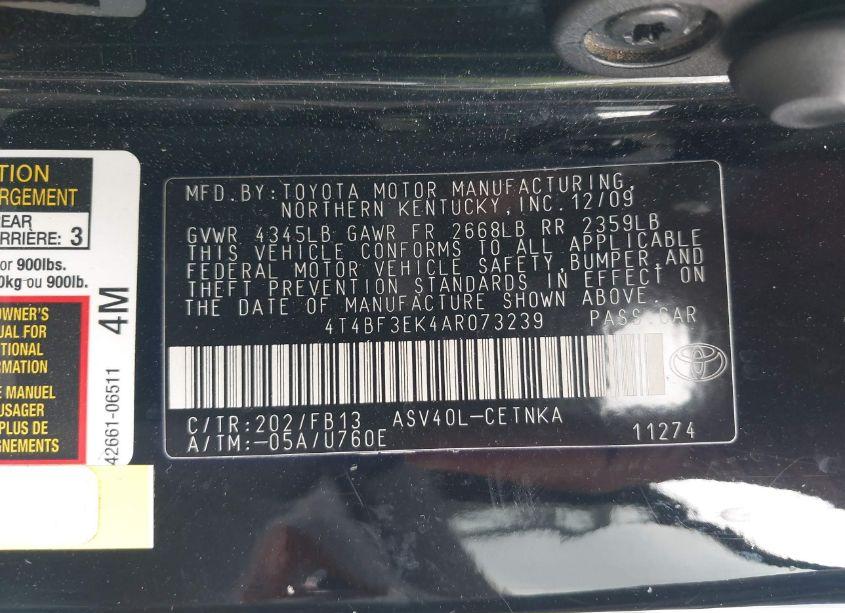 TION
RGEMENT
REAR
RRIÈRE: 3
or 900lbs.
0kg ou 900lb.
OWNER'S
UAL FOR
TIONAL
RMATION
E MANUEL
USAGER
PLUS DE
GNEMENTS
4M
42661-06511
MFD.BY:TOYOTA MOTOR MANUFACTURING,
NORTHERN KENTUCKY,INC. 12/09
GVWR 4345LB GAWR FR 2668LB RR 2359LB
THIS VEHICLE CONFORMS TO ALL APPLICABLE
FEDERAL MOTOR VEHICLE SAFETY,BUMPER,AND
THEFT PREVENTION STANDARDS IN EFFECT ON
THE DATE OF MANUFACTURE SHOWN ABOVE.
4T4BF3EK4AR073239 PASS.CAR
C/TR:202/FB13 ASV40L-CETNKA
A/TM:-05A/U760E 11274